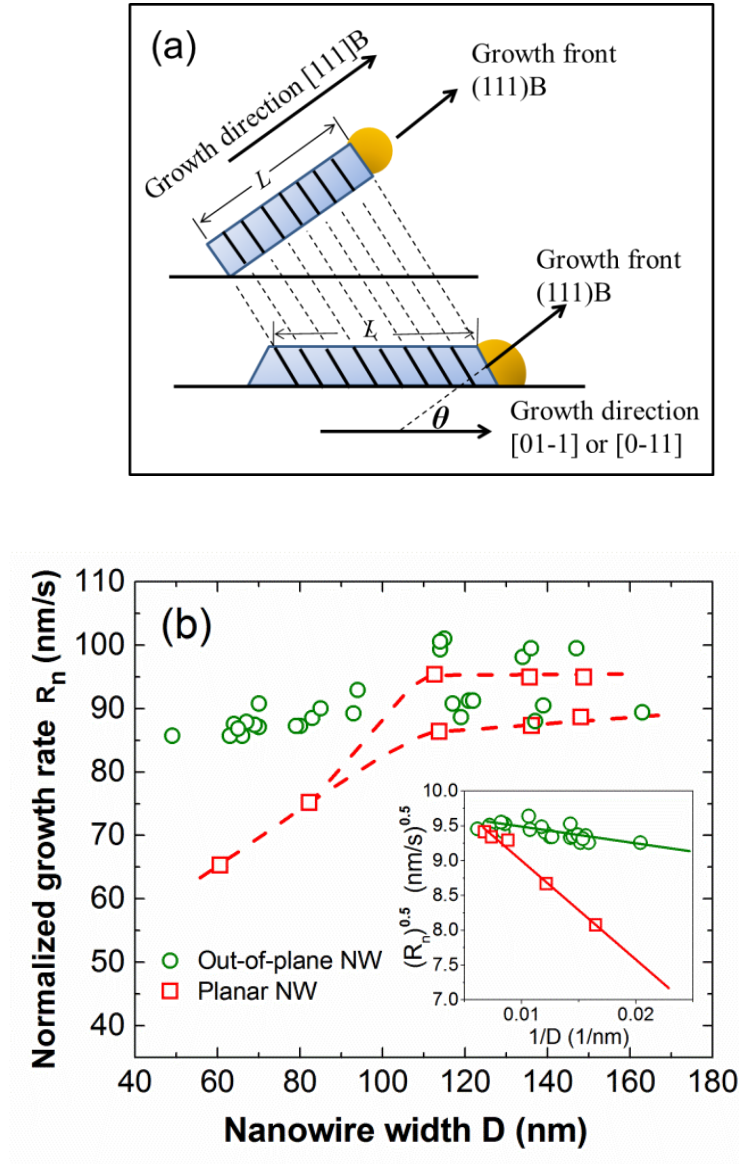 (a)
Growth direction [111]B
Growth front
(111)B
L
Growth front
(111)B
L
θ
Growth direction
[01-1] or [0-11]
(b)
Normalized growth rate Rn (nm/s)
110
100
90
80
70
60
50
40
Out-of-plane NW
Planar NW
(Rn)0.5 (nm/s)0.5
10.0
9.5
9.0
8.5
8.0
7.5
7.0
0.01 0.02
1/D (1/nm)
40 60 80 100 120 140 160 180
Nanowire width D (nm)